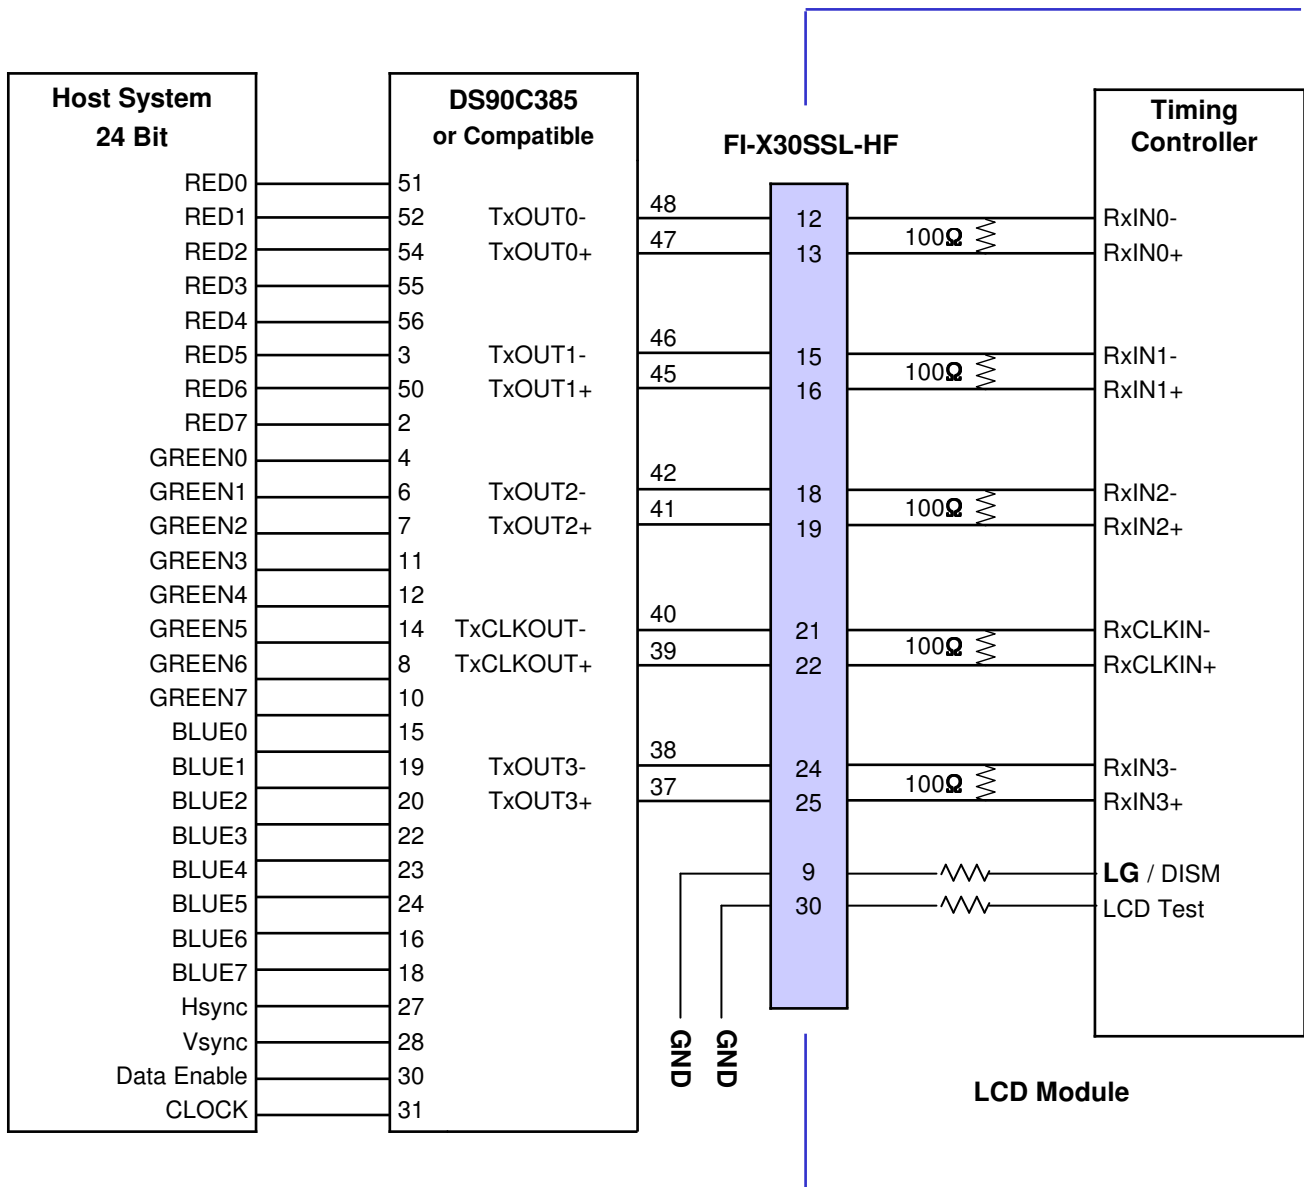 Host System
24 Bit
RED0
RED1
RED2
RED3
RED4
RED5
RED6
RED7
GREEN0
GREEN1
GREEN2
GREEN3
GREEN4
GREEN5
GREEN6
GREEN7
BLUE0
BLUE1
BLUE2
BLUE3
BLUE4
BLUE5
BLUE6
BLUE7
Hsync
Vsync
Data Enable
CLOCK
DS90C385
or Compatible
51
52
54
55
56
3
50
2
4
6
7
11
12
14
8
10
15
19
20
22
23
24
16
18
27
28
30
31
TxOUT0-
TxOUT0+
TxOUT1-
TxOUT1+
TxOUT2-
TxOUT2+
TxCLKOUT-
TxCLKOUT+
TxOUT3-
TxOUT3+
48
47
46
45
42
41
40
39
38
37
GND
GND
FI-X30SSL-HF
12
13
15
16
18
19
21
22
24
25
9
30
100Ω
100Ω
100Ω
100Ω
100Ω
Timing
Controller
RxIN0-
RxIN0+
RxIN1-
RxIN1+
RxIN2-
RxIN2+
RxCLKIN-
RxCLKIN+
RxIN3-
RxIN3+
LG / DISM
LCD Test
LCD Module